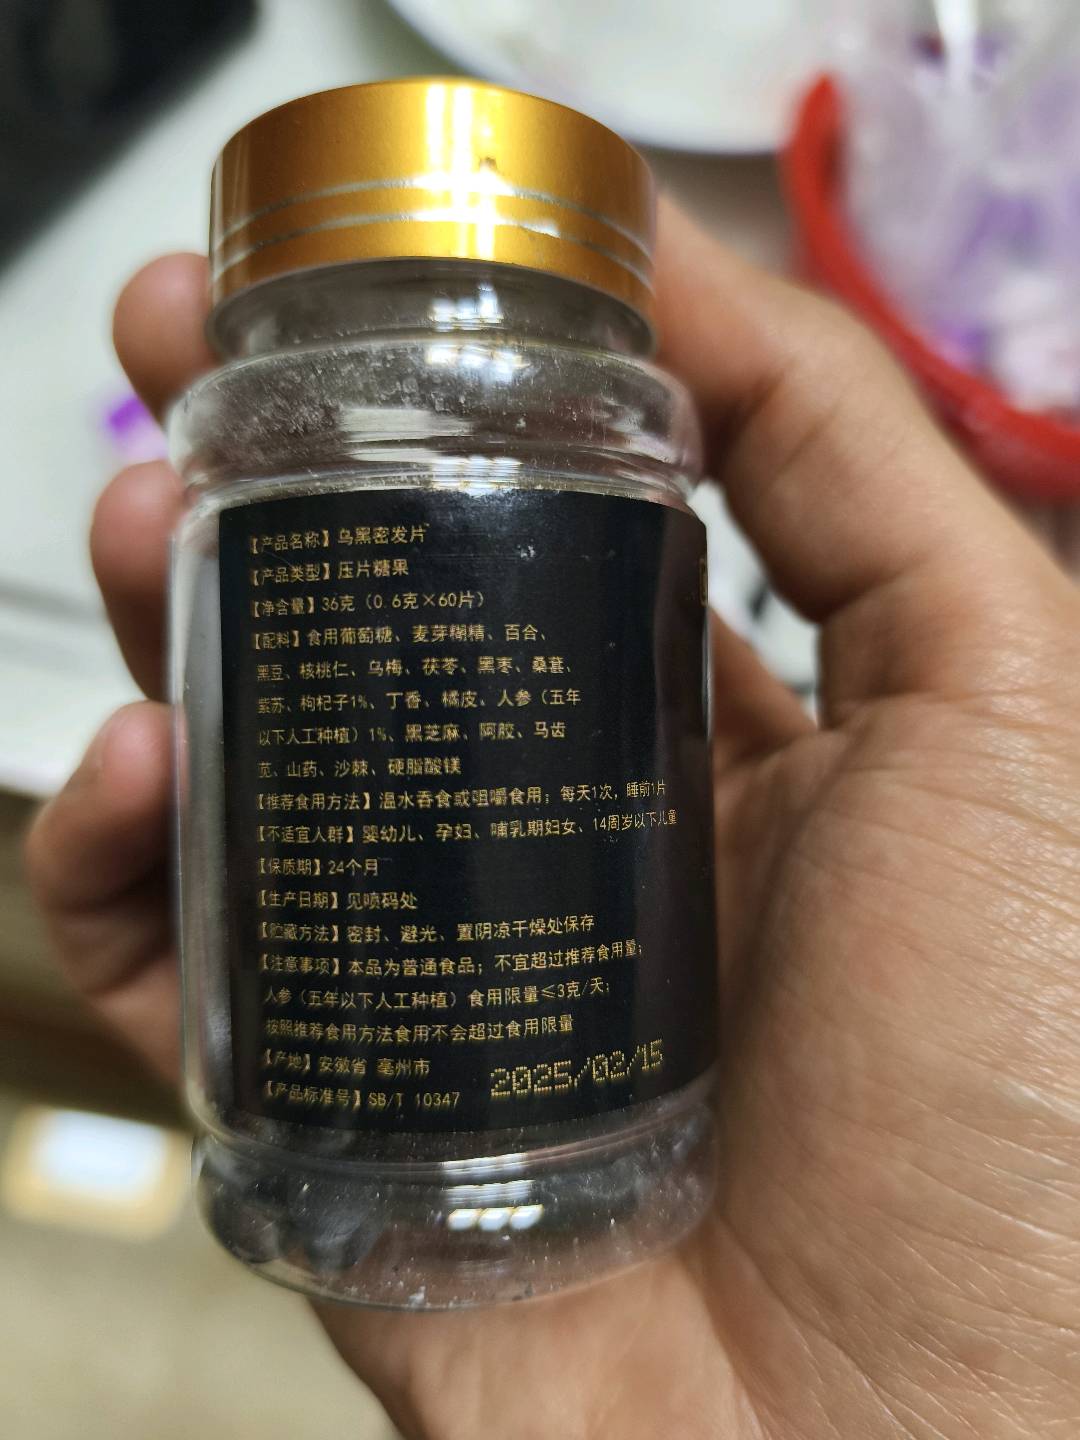 【产品名称】乌黑密发片
【产品类型】压片糖果
【净含量】36克（0.6克×60片）
【配料】食用葡萄糖、麦芽糊精、百合、
黑豆、核桃仁、乌梅、茯苓、黑枣、桑葚、
紫苏、枸杞子1%、丁香、橘皮、人参（五年
以下人工种植）1%、黑芝麻、阿胶、马齿
苋、山药、沙棘、硬脂酸镁
【推荐食用方法】温水吞食或咀嚼食用；每天1次，睡前1片
【不适宜人群】婴幼儿、孕妇、哺乳期妇女、14周岁以下儿童
【保质期】24个月
【生产日期】见喷码处
【贮藏方法】密封、避光、置阴凉干燥处保存
【注意事项】本品为普通食品；不宜超过推荐食用量；
人参（五年以下人工种植）食用限量≤3克/天；
按照推荐食用方法食用不会超过食用限量
【产地】安徽省 亳州市
【产品标准号】SB/T 10347
2025/02/15